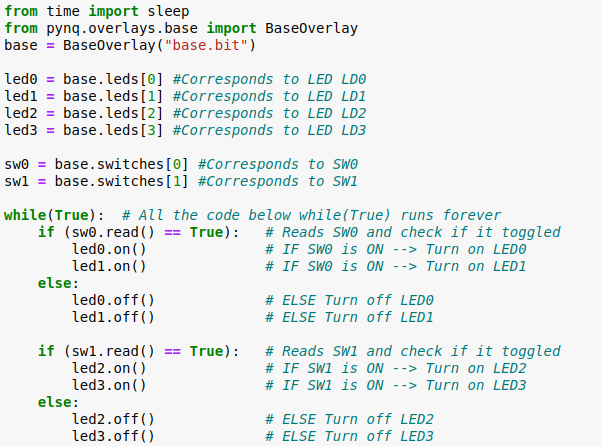 from time import sleep
from pynq.overlays.base import BaseOverlay
base = BaseOverlay("base.bit")

led0 = base.leds[0] #Corresponds to LED LD0
led1 = base.leds[1] #Corresponds to LED LD1
led2 = base.leds[2] #Corresponds to LED LD2
led3 = base.leds[3] #Corresponds to LED LD3

sw0 = base.switches[0] #Corresponds to SW0
sw1 = base.switches[1] #Corresponds to SW1

while(True):  # All the code below while(True) runs forever
    if (sw0.read() == True):   # Reads SW0 and check if it toggled
        led0.on()              # IF SW0 is ON --> Turn on LED0
        led1.on()              # IF SW0 is ON --> Turn on LED1
    else:
        led0.off()             # ELSE Turn off LED0
        led1.off()             # ELSE Turn off LED1

    if (sw1.read() == True):   # Reads SW1 and check if it toggled
        led2.on()              # IF SW1 is ON --> Turn on LED2
        led3.on()              # IF SW1 is ON --> Turn on LED3
    else:
        led2.off()             # ELSE Turn off LED2
        led3.off()             # ELSE Turn off LED3